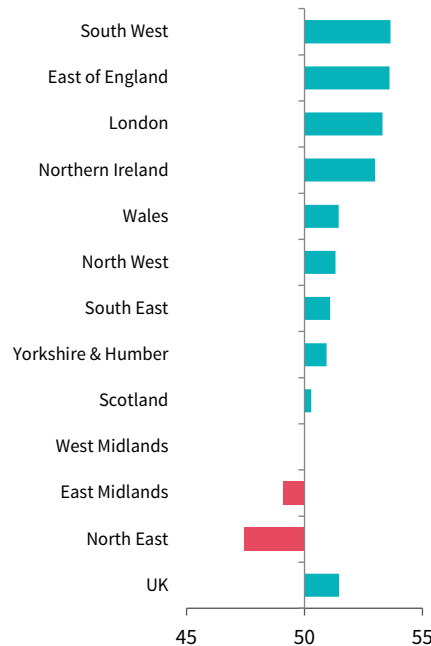 South West
East of England
London
Northern Ireland
Wales
North West
South East
Yorkshire & Humber
Scotland
West Midlands
East Midlands
North East
UK
45 50 55